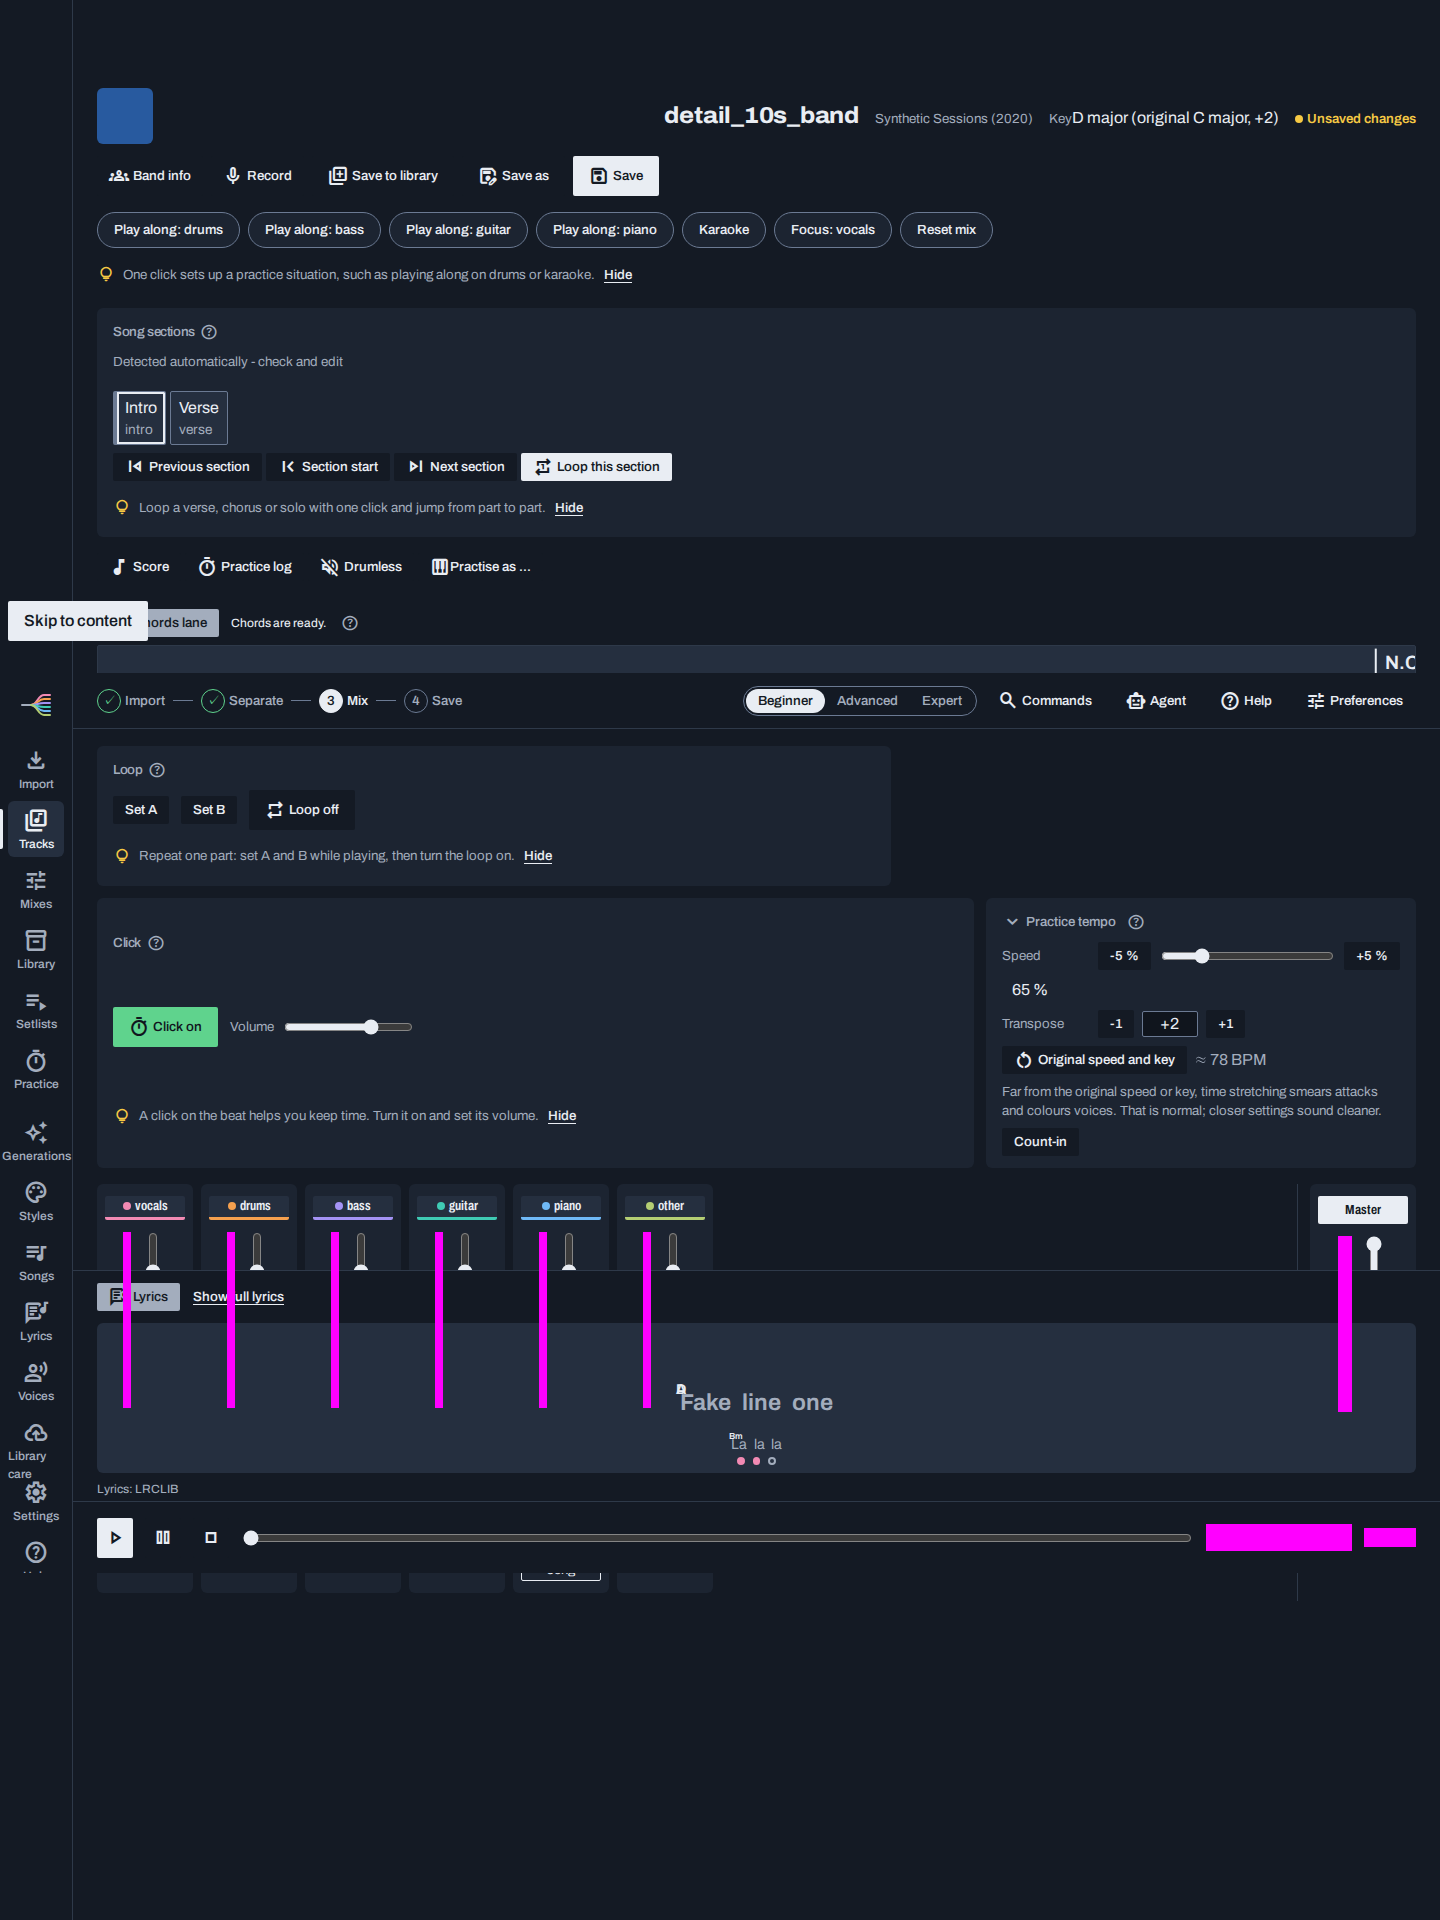 detail_10s_band Synthetic Sessions (2020) Key D major (original C major, +2) Unsaved changes
Band info Record Save to library Save as Save
Play along: drums Play along: bass Play along: guitar Play along: piano Karaoke Focus: vocals Reset mix
One click sets up a practice situation, such as playing along on drums or karaoke. Hide
Song sections
Detected automatically - check and edit
Intro Verse
intro verse
Previous section Section start Next section Loop this section
Loop a verse, chorus or solo with one click and jump from part to part. Hide
Score Practice log Drumless Practise as ...
Skip to content lane Chords are ready.
N.C
Import Separate 3 Mix 4 Save Beginner Advanced Expert Commands Agent Help Preferences
Import
Tracks
Mixes
Library
Setlists
Practice
Generations
Styles
Songs
Lyrics
Voices
Library
care
Settings
Loop
Set A Set B Loop off
Repeat one part: set A and B while playing, then turn the loop on. Hide
Click
Click on Volume
A click on the beat helps you keep time. Turn it on and set its volume. Hide
Practice tempo
Speed -5 % +5 %
65 %
Transpose -1 +2 +1
Original speed and key ≈ 78 BPM
Far from the original speed or key, time stretching smears attacks
and colours voices. That is normal; closer settings sound cleaner.
Count-in
vocals drums bass guitar piano other Master
Lyrics Show full lyrics
Fake line one
Bm
La la la
Lyrics: LRCLIB